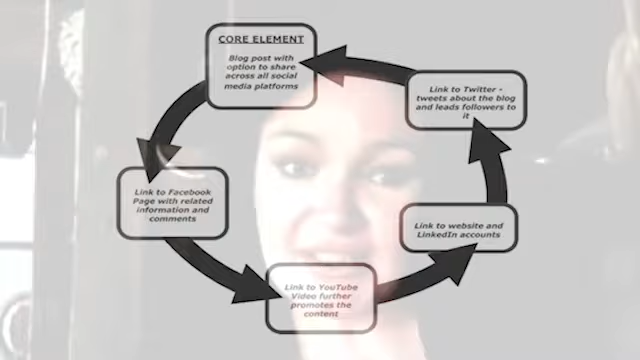 CORE ELEMENT
Blog post with
option to share
across all social
media platforms
Link to Twitter -
tweets about the blog
and leads followers to
it
Link to Facebook
Page with related
information and
comments
Link to website and
LinkedIn accounts
Link to YouTube
Video further
promotes the
content